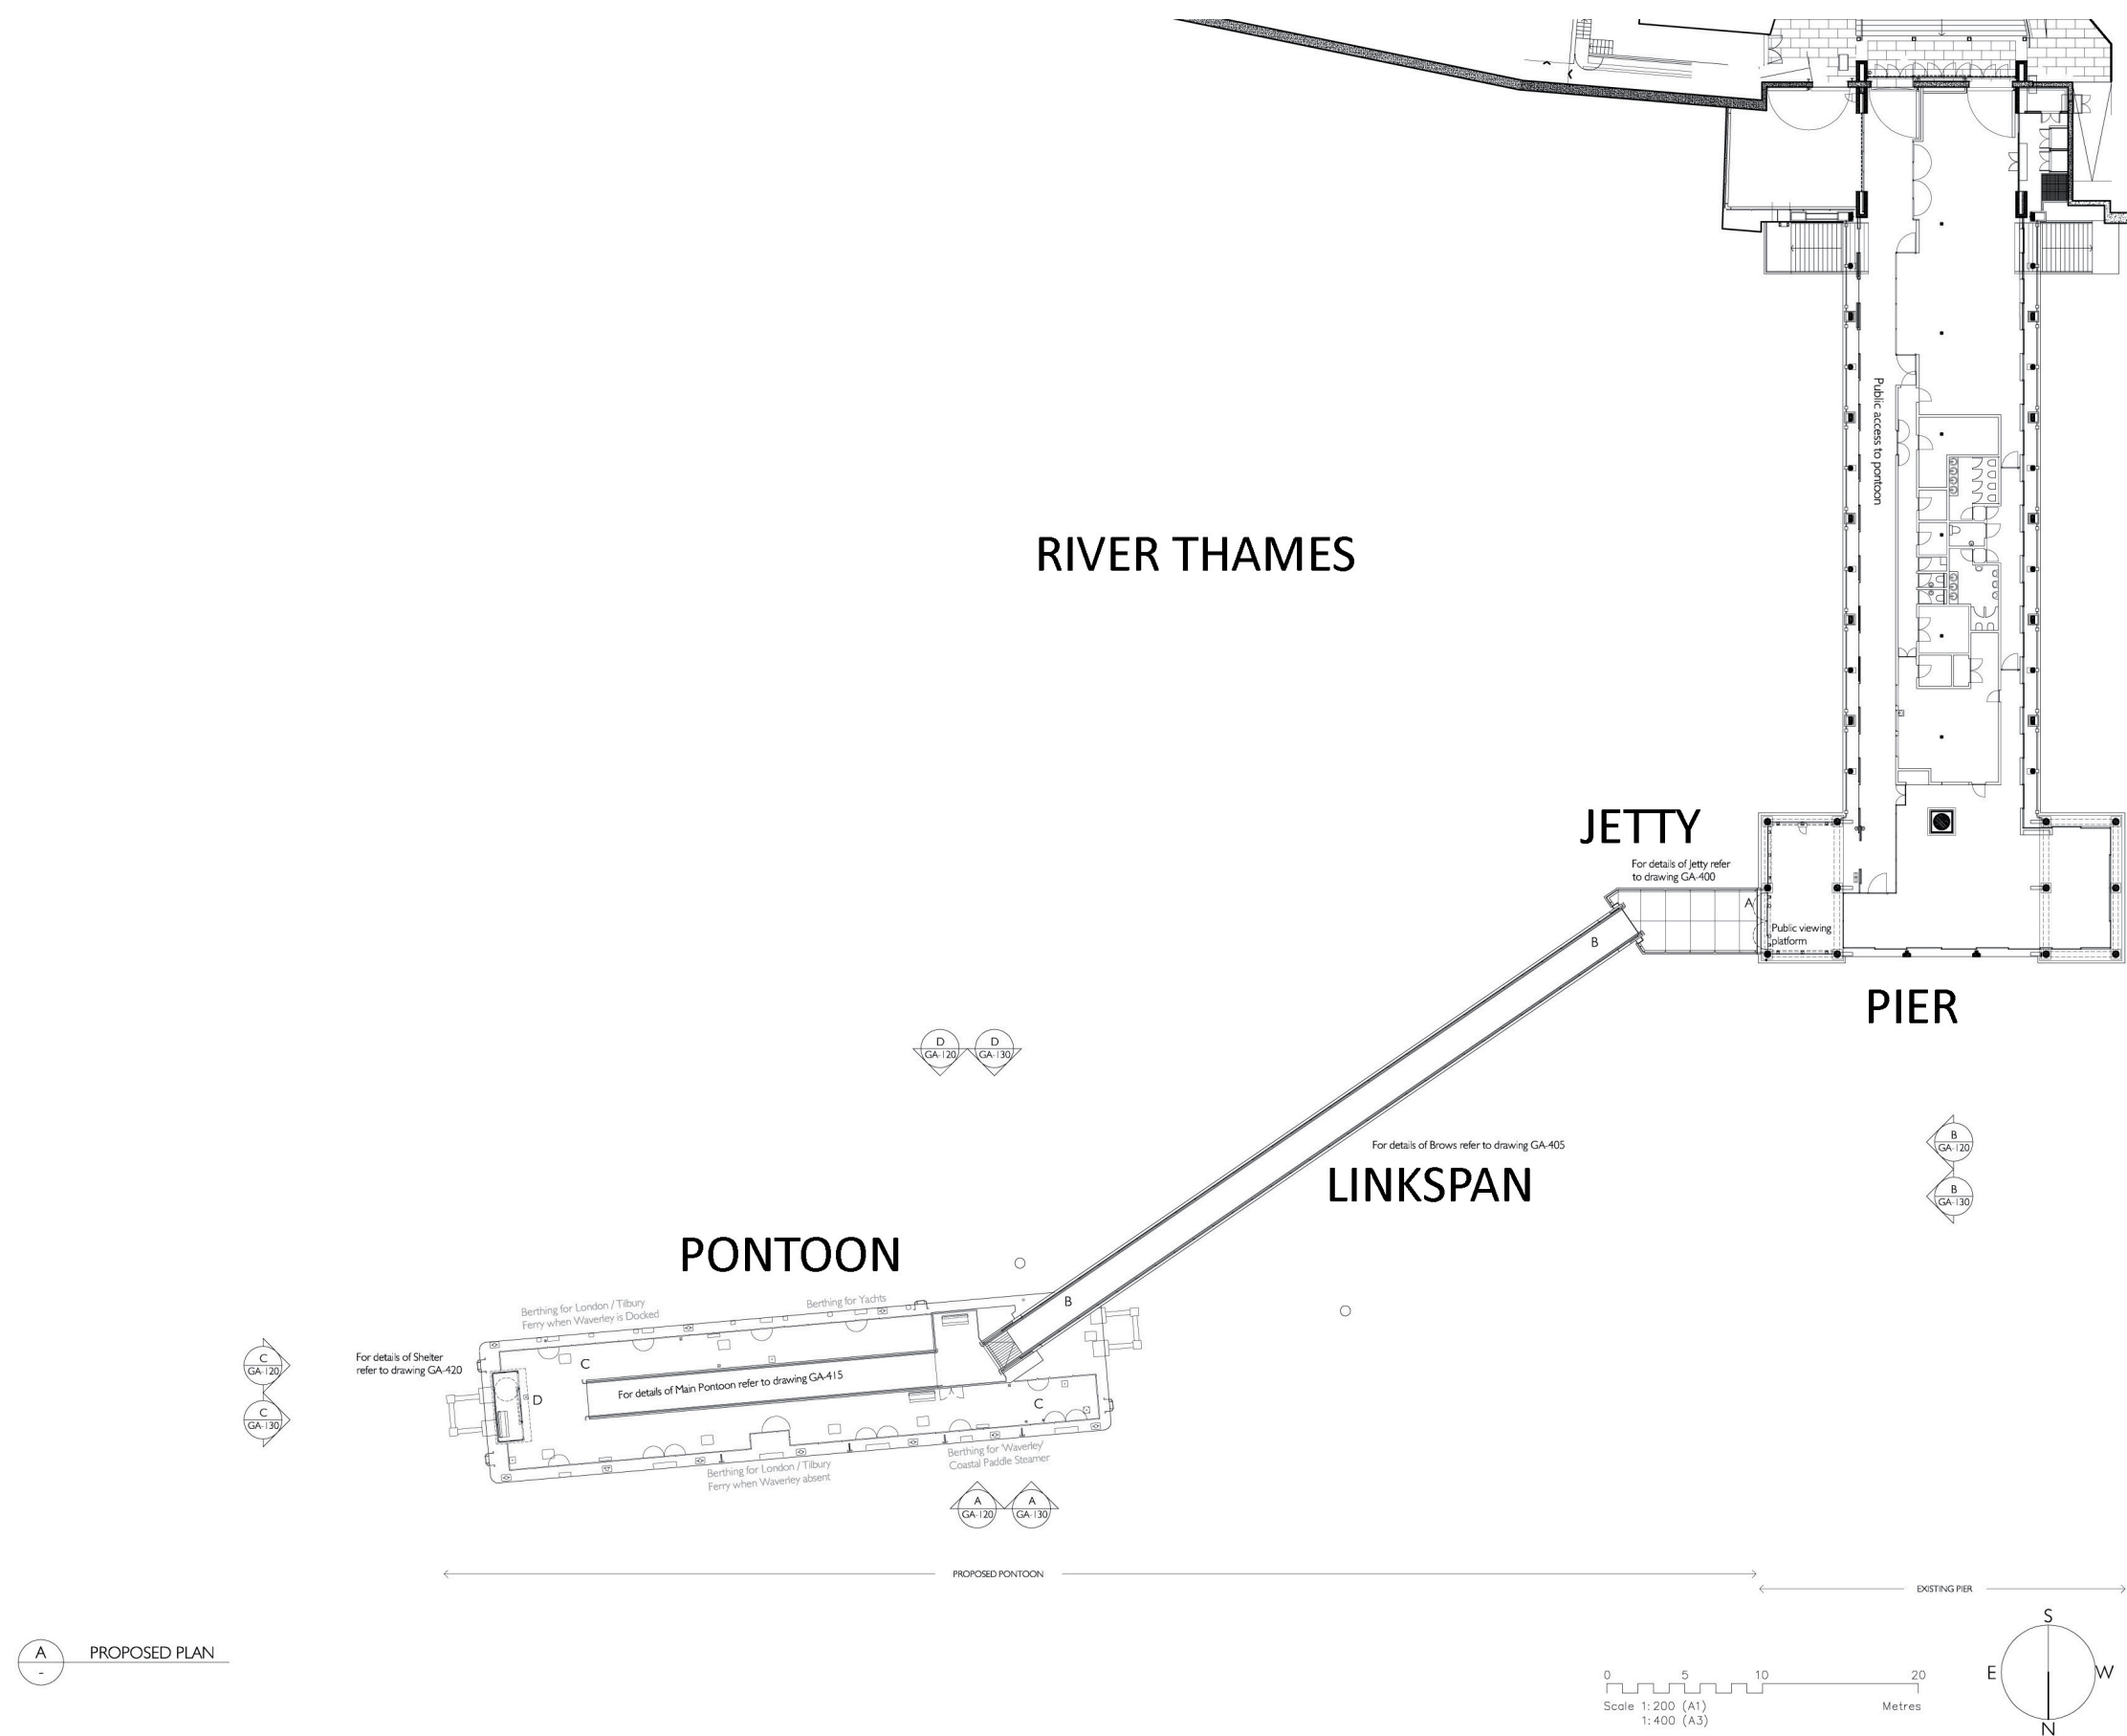 Public access to pontoon
RIVER THAMES
JETTY
For details of Jetty refer
to drawing GA-400
A
B
Public viewing
platform
PIER
D
GA-120
D
GA-130
For details of Brows refer to drawing GA-405
LINKSPAN
B
GA-120
B
GA-130
PONTOON
Berthing for London / Tilbury
Ferry when Waverley is Docked
Berthing for Yachts
B
C
GA-120
C
GA-130
For details of Shelter
refer to drawing GA-420
C
D
For details of Main Pontoon refer to drawing GA-415
C
Berthing for London / Tilbury
Ferry when Waverley absent
Berthing for 'Waverley'
Coastal Paddle Steamer
A
GA-120
A
GA-130
PROPOSED PONTOON
EXISTING PIER
A
-
PROPOSED PLAN
0 5 10 20
Scale 1:200 (A1)
1:400 (A3)
Metres
S
E
W
N